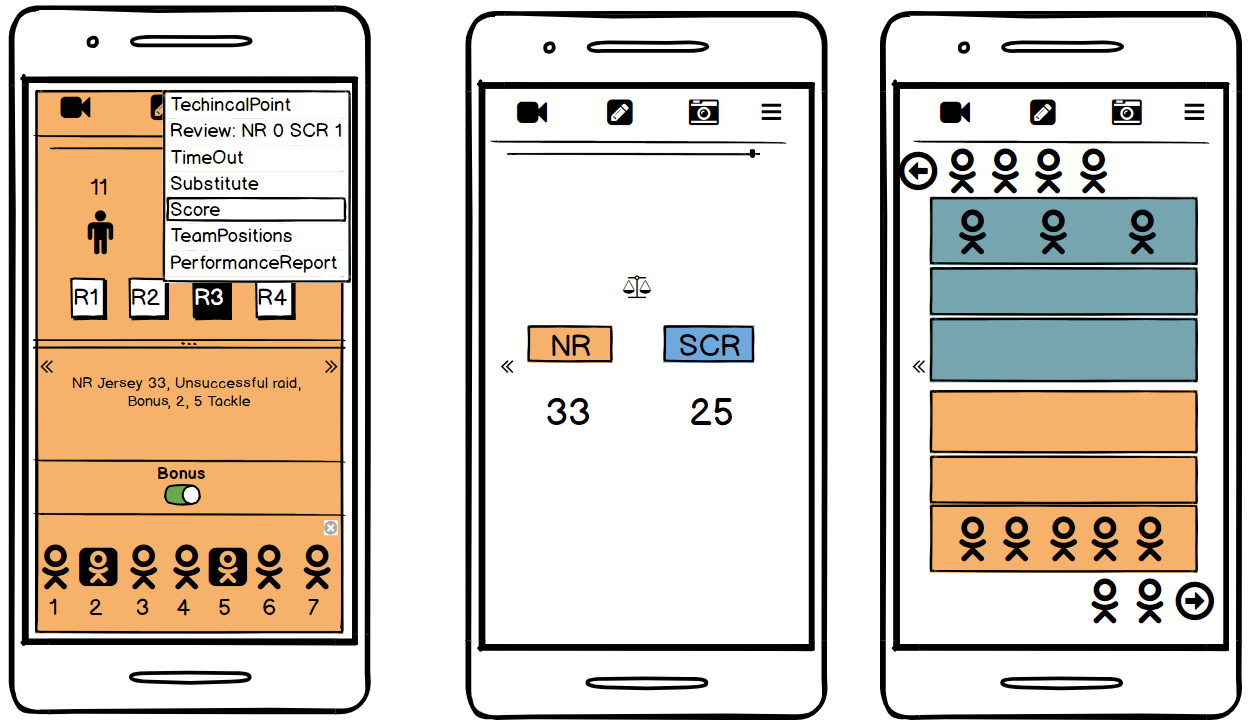 TechincalPoint
Review: NR 0 SCR 1
TimeOut
Substitute
Score
TeamPositions
PerformanceReport
11
R1 R2 R3 R4
NR Jersey 33, Unsuccessful raid,
Bonus, 2, 5 Tackle
Bonus
1 2 3 4 5 6 7
NR SCR
33 25